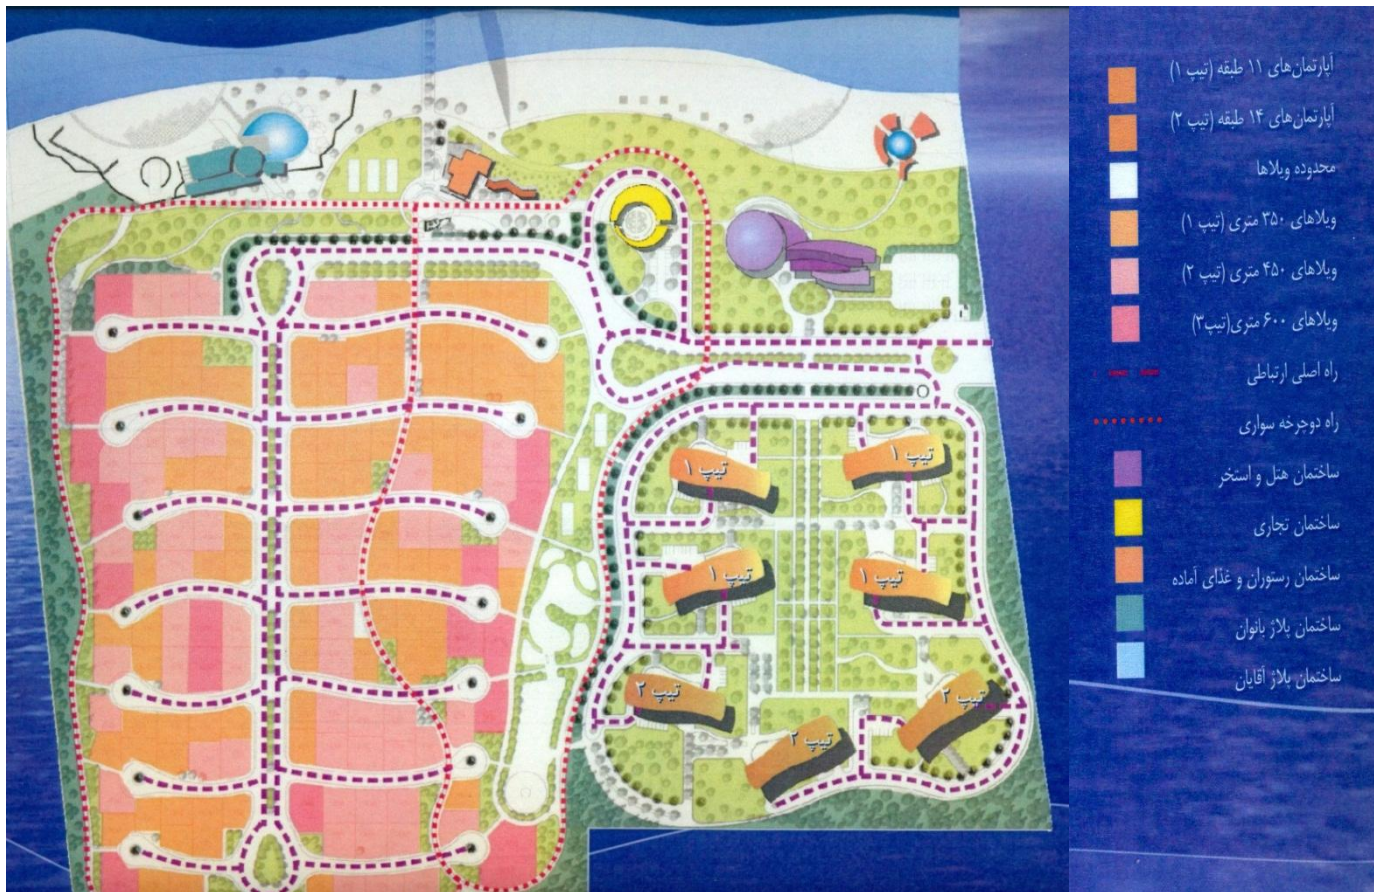 آپارتمان‌های ۱۱ طبقه (تیپ ۱)
آپارتمان‌های ۱۴ طبقه (تیپ ۲)
محدوده ویلاها
ویلاهای ۳۵۰ متری (تیپ ۱)
ویلاهای ۴۵۰ متری (تیپ ۲)
ویلاهای ۶۰۰ متری(تیپ۳)
راه اصلی ارتباطی
راه دوچرخه سواری
ساختمان هتل و استخر
ساختمان تجاری
ساختمان رستوران و غذای آماده
ساختمان پلاژ بانوان
ساختمان پلاژ آقایان
تیپ ۱
تیپ ۱
تیپ ۱
تیپ ۱
تیپ ۲
تیپ ۲
تیپ ۲